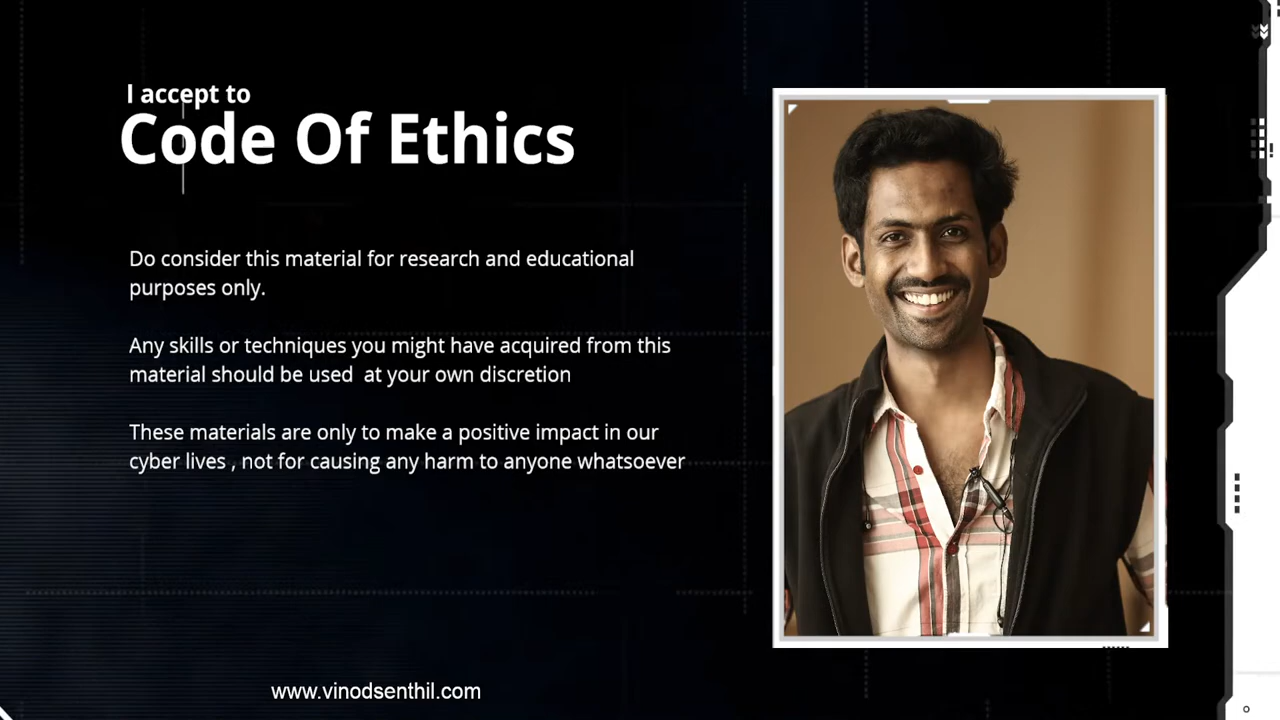 I accept to
Code Of Ethics
Do consider this material for research and educational
purposes only.
Any skills or techniques you might have acquired from this
material should be used  at your own discretion
These materials are only to make a positive impact in our
cyber lives , not for causing any harm to anyone whatsoever
www.vinodsenthil.com